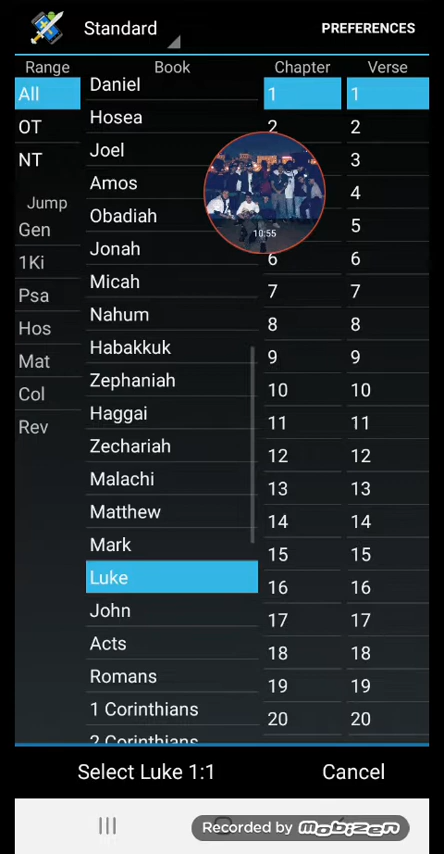 Standard
PREFERENCES
Range
Book
Chapter
Verse
All
OT
NT
Jump
Gen
1Ki
Psa
Hos
Mat
Col
Rev
Daniel
Hosea
Joel
Amos
Obadiah
Jonah
Micah
Nahum
Habakkuk
Zephaniah
Haggai
Zechariah
Malachi
Matthew
Mark
Luke
John
Acts
Romans
1 Corinthians
2 Corinthians
1
2
6
7
8
9
10
11
12
13
14
15
16
17
18
19
20
1
2
3
4
5
6
7
8
9
10
11
12
13
14
15
16
17
18
19
20
10:55
Select Luke 1:1
Cancel
Recorded by Mobizen